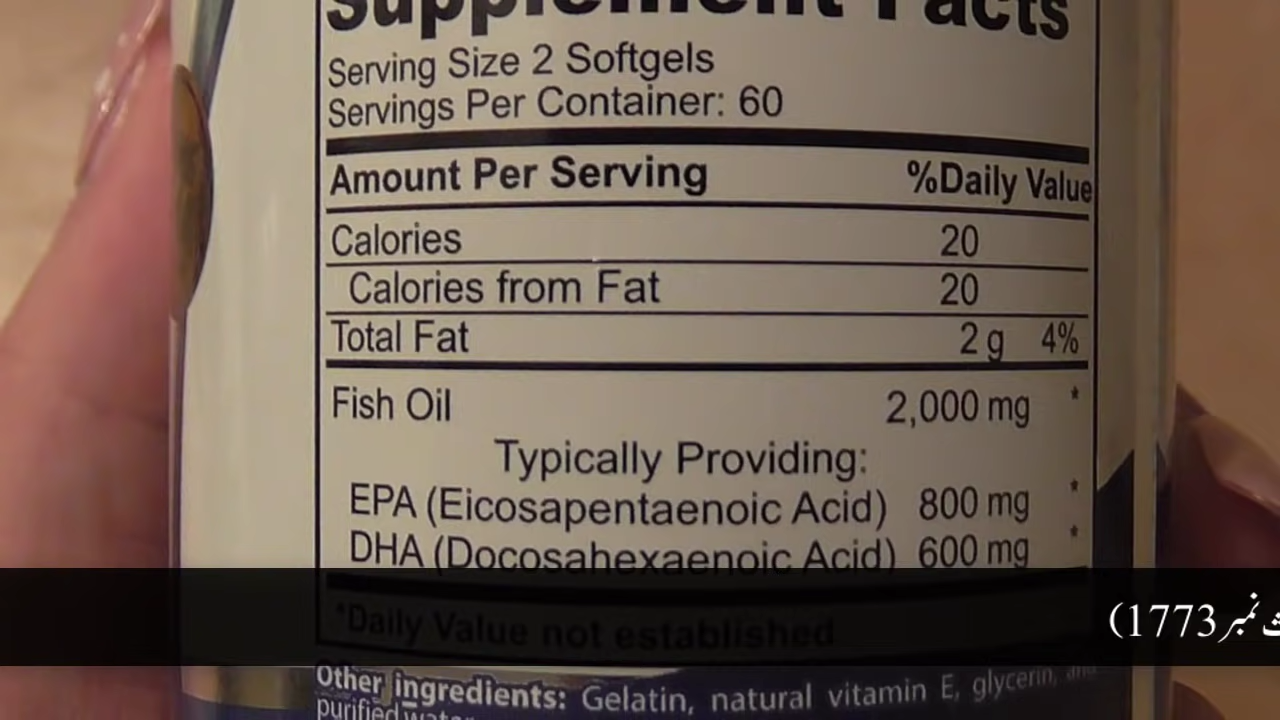 Supplement Facts
Serving Size 2 Softgels
Servings Per Container: 60
Amount Per Serving %Daily Value
Calories 20
Calories from Fat 20
Total Fat 2 g 4%
Fish Oil 2,000 mg *
Typically Providing:
EPA (Eicosapentaenoic Acid) 800 mg *
DHA (Docosahexaenoic Acid) 600 mg *
*Daily Value not established
نمبر 1773)
Other ingredients: Gelatin, natural vitamin E, glycerin, and
purified water